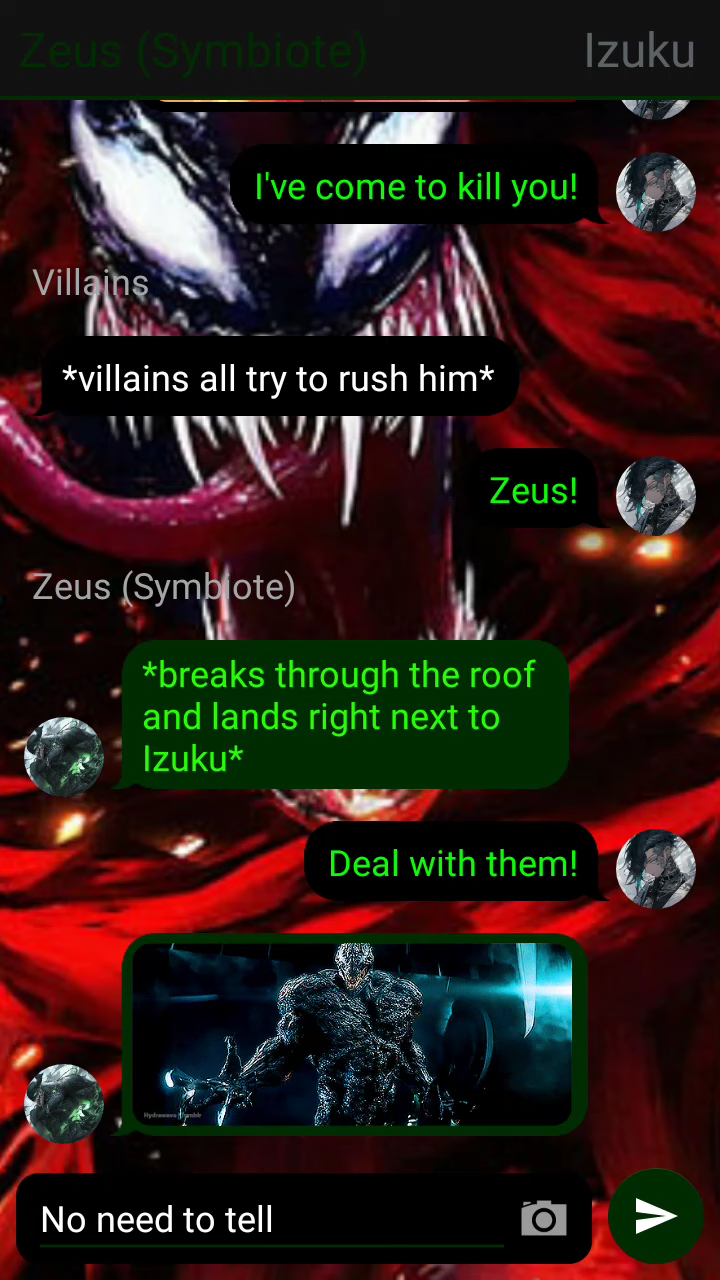 Zeus (Symbiote) Izuku
I've come to kill you!
Villains
*villains all try to rush him*
Zeus!
Zeus (Symbiote)
*breaks through the roof
and lands right next to
Izuku*
Deal with them!
No need to tell